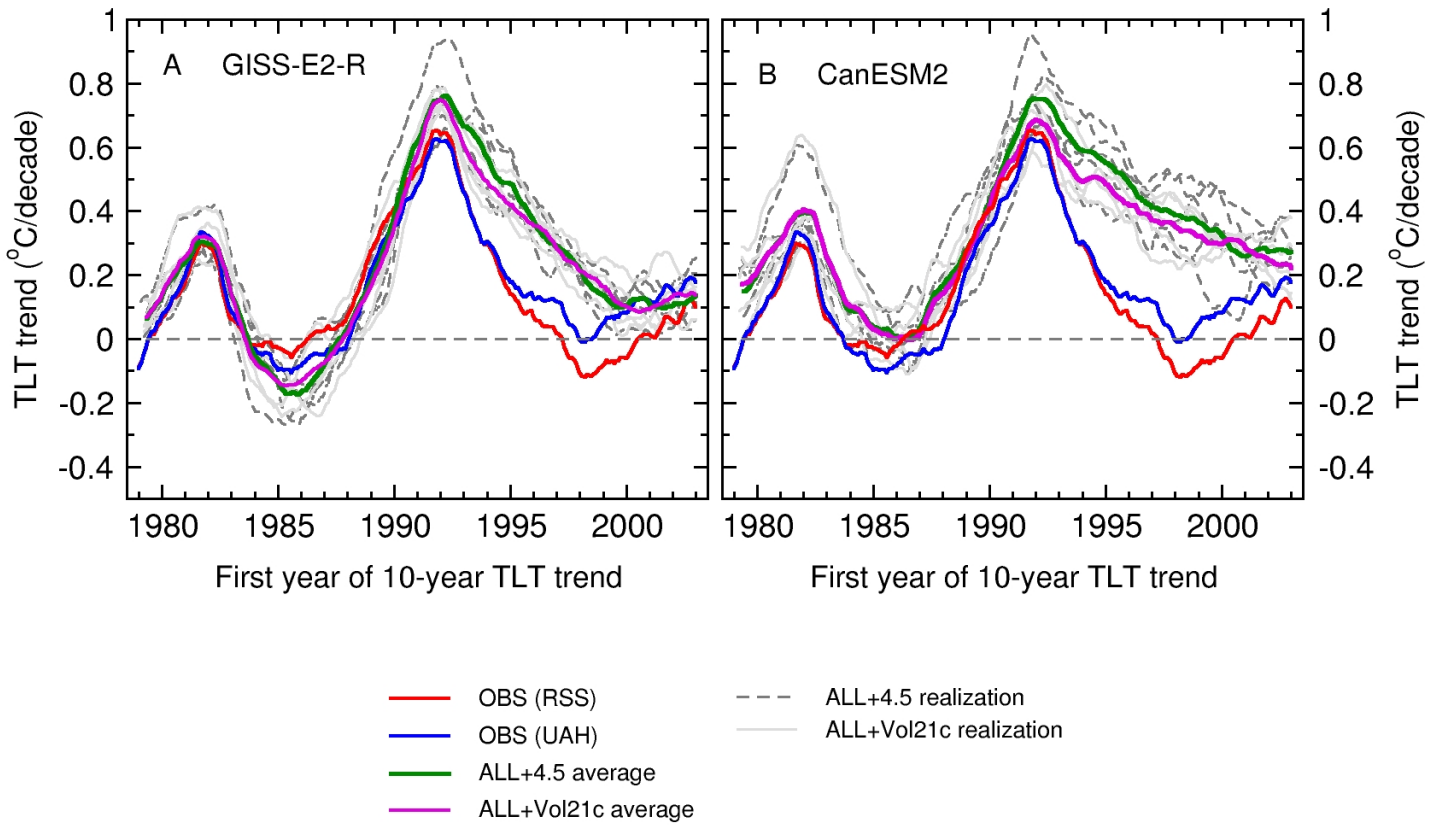 A GISS-E2-R
B CanESM2
1
0.8
0.6
0.4
0.2
0
-0.2
-0.4
TLT trend (°C/decade)
1980 1985 1990 1995 2000
First year of 10-year TLT trend
1980 1985 1990 1995 2000
First year of 10-year TLT trend
1
0.8
0.6
0.4
0.2
0
-0.2
-0.4
TLT trend (°C/decade)
OBS (RSS)
OBS (UAH)
ALL+4.5 average
ALL+Vol21c average
ALL+4.5 realization
ALL+Vol21c realization